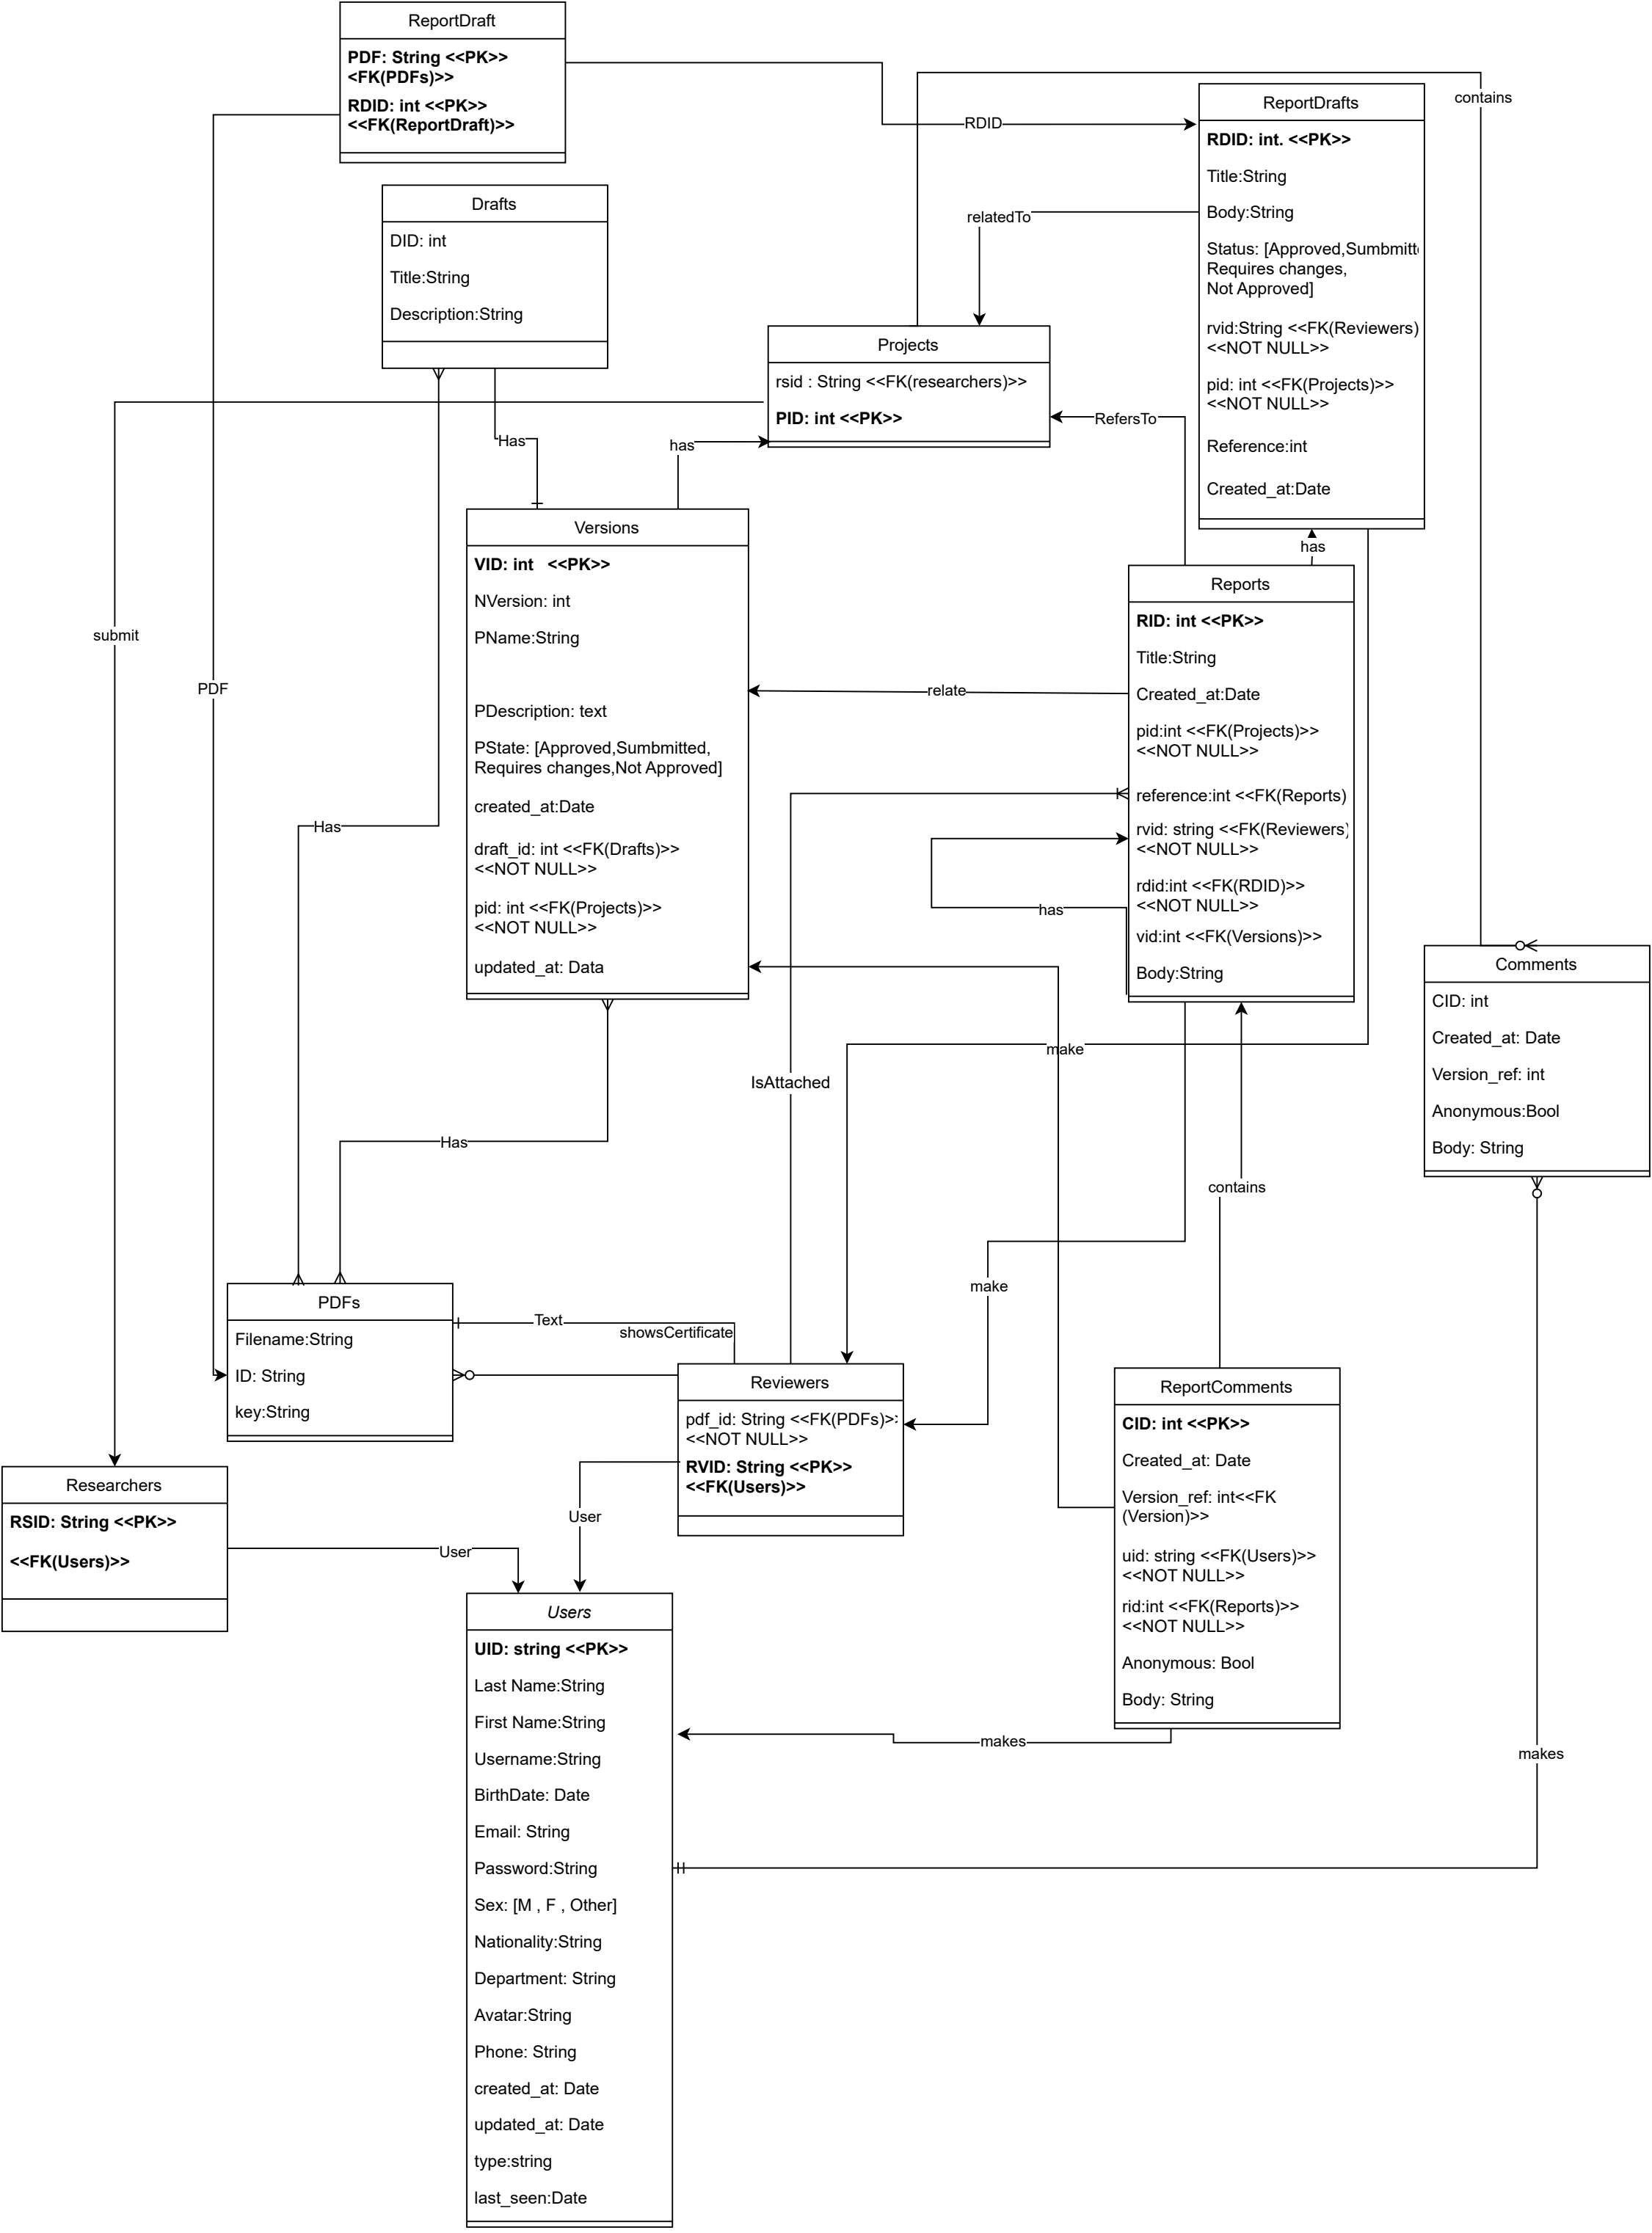 ReportDraft
PDF: String <<PK>>
<FK(PDFs)>>
RDID: int <<PK>>
<<FK(ReportDraft)>>
contains
ReportDrafts
RDID: int. <<PK>>
Title:String
Body:String
Status: [Approved,Sumbmitt
Requires changes,
Not Approved]
rvid:String <<FK(Reviewers)
<<NOT NULL>>
pid: int <<FK(Projects)>>
<<NOT NULL>>
Reference:int
Created_at:Date
RDID
Drafts
DID: int
Title:String
Description:String
relatedTo
Projects
rsid : String <<FK(researchers)>>
PID: int <<PK>>
RefersTo
Has
has
has
Versions
VID: int   <<PK>>
NVersion: int
PName:String
PDescription: text
PState: [Approved,Sumbmitted,
Requires changes,Not Approved]
created_at:Date
draft_id: int <<FK(Drafts)>>
<<NOT NULL>>
pid: int <<FK(Projects)>>
<<NOT NULL>>
updated_at: Data
Reports
RID: int <<PK>>
Title:String
Created_at:Date
pid:int <<FK(Projects)>>
<<NOT NULL>>
reference:int <<FK(Reports)
rvid: string <<FK(Reviewers)
<<NOT NULL>>
rdid:int <<FK(RDID)>>
<<NOT NULL>>
vid:int <<FK(Versions)>>
Body:String
submit
PDF
relate
Has
has
Comments
CID: int
Created_at: Date
Version_ref: int
Anonymous:Bool
Body: String
make
IsAttached
Has
contains
make
PDFs
Filename:String
ID: String
key:String
Text
showsCertificate
Reviewers
pdf_id: String <<FK(PDFs)>>
<<NOT NULL>>
RVID: String <<PK>>
<<FK(Users)>>
ReportComments
CID: int <<PK>>
Created_at: Date
Version_ref: int<<FK
(Version)>>
uid: string <<FK(Users)>>
<<NOT NULL>>
rid:int <<FK(Reports)>>
<<NOT NULL>>
Anonymous: Bool
Body: String
Researchers
RSID: String <<PK>>
<<FK(Users)>>
User
User
Users
UID: string <<PK>>
Last Name:String
First Name:String
Username:String
BirthDate: Date
Email: String
Password:String
Sex: [M , F , Other]
Nationality:String
Department: String
Avatar:String
Phone: String
created_at: Date
updated_at: Date
type:string
last_seen:Date
makes
makes